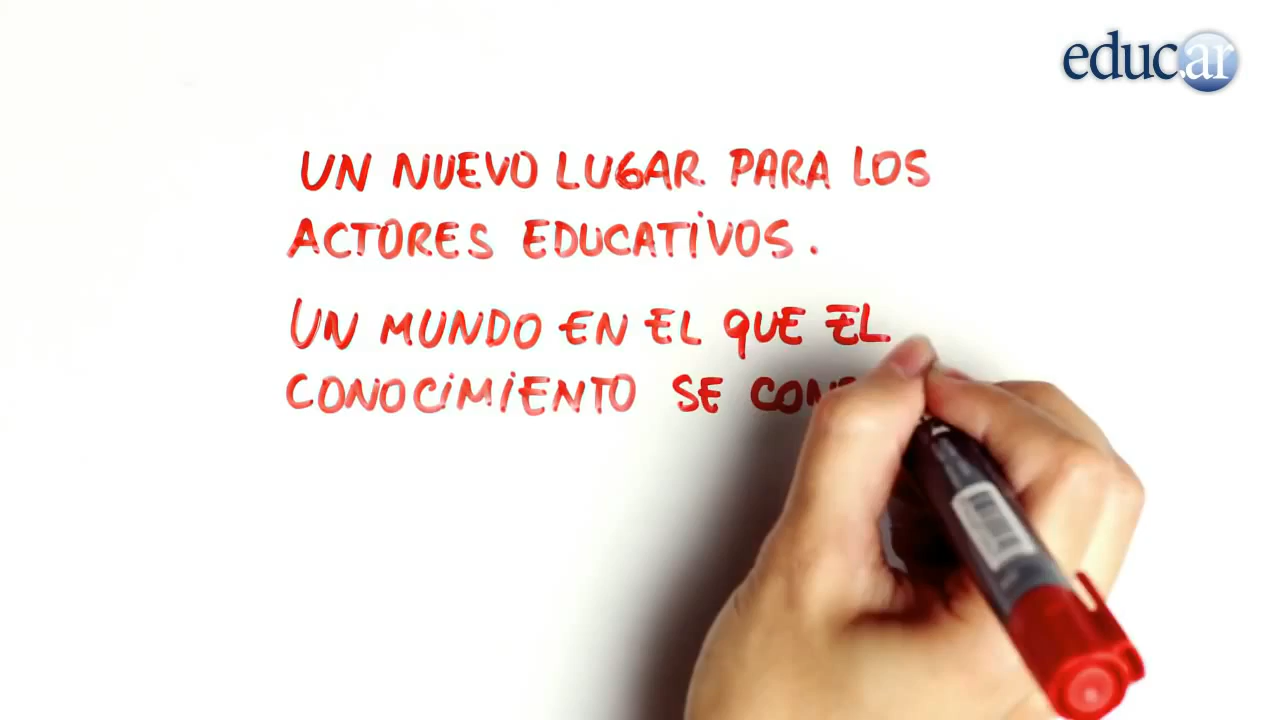 educ.ar
UN NUEVO LUGAR PARA LOS
ACTORES EDUCATIVOS.
UN MUNDO EN EL QUE EL
CONOCIMIENTO SE